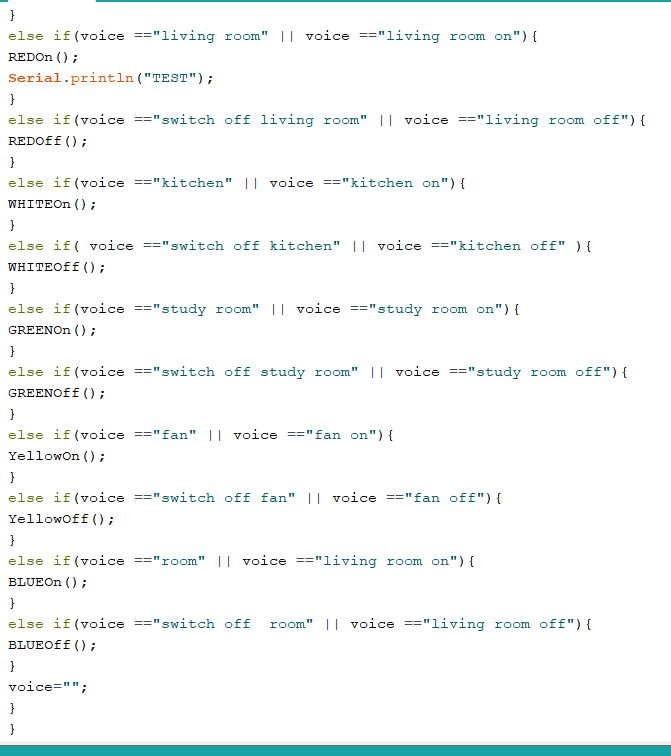 }
else if(voice =="living room" || voice =="living room on"){
REDOn();
Serial.println("TEST");
}
else if(voice =="switch off living room" || voice =="living room off"){
REDOff();
}
else if(voice =="kitchen" || voice =="kitchen on"){
WHITEOn();
}
else if( voice =="switch off kitchen" || voice =="kitchen off" ){
WHITEOff();
}
else if(voice =="study room" || voice =="study room on"){
GREENOn();
}
else if(voice =="switch off study room" || voice =="study room off"){
GREENOff();
}
else if(voice =="fan" || voice =="fan on"){
YellowOn();
}
else if(voice =="switch off fan" || voice =="fan off"){
YellowOff();
}
else if(voice =="room" || voice =="living room on"){
BLUEOn();
}
else if(voice =="switch off  room" || voice =="living room off"){
BLUEOff();
}
voice="";
}
}